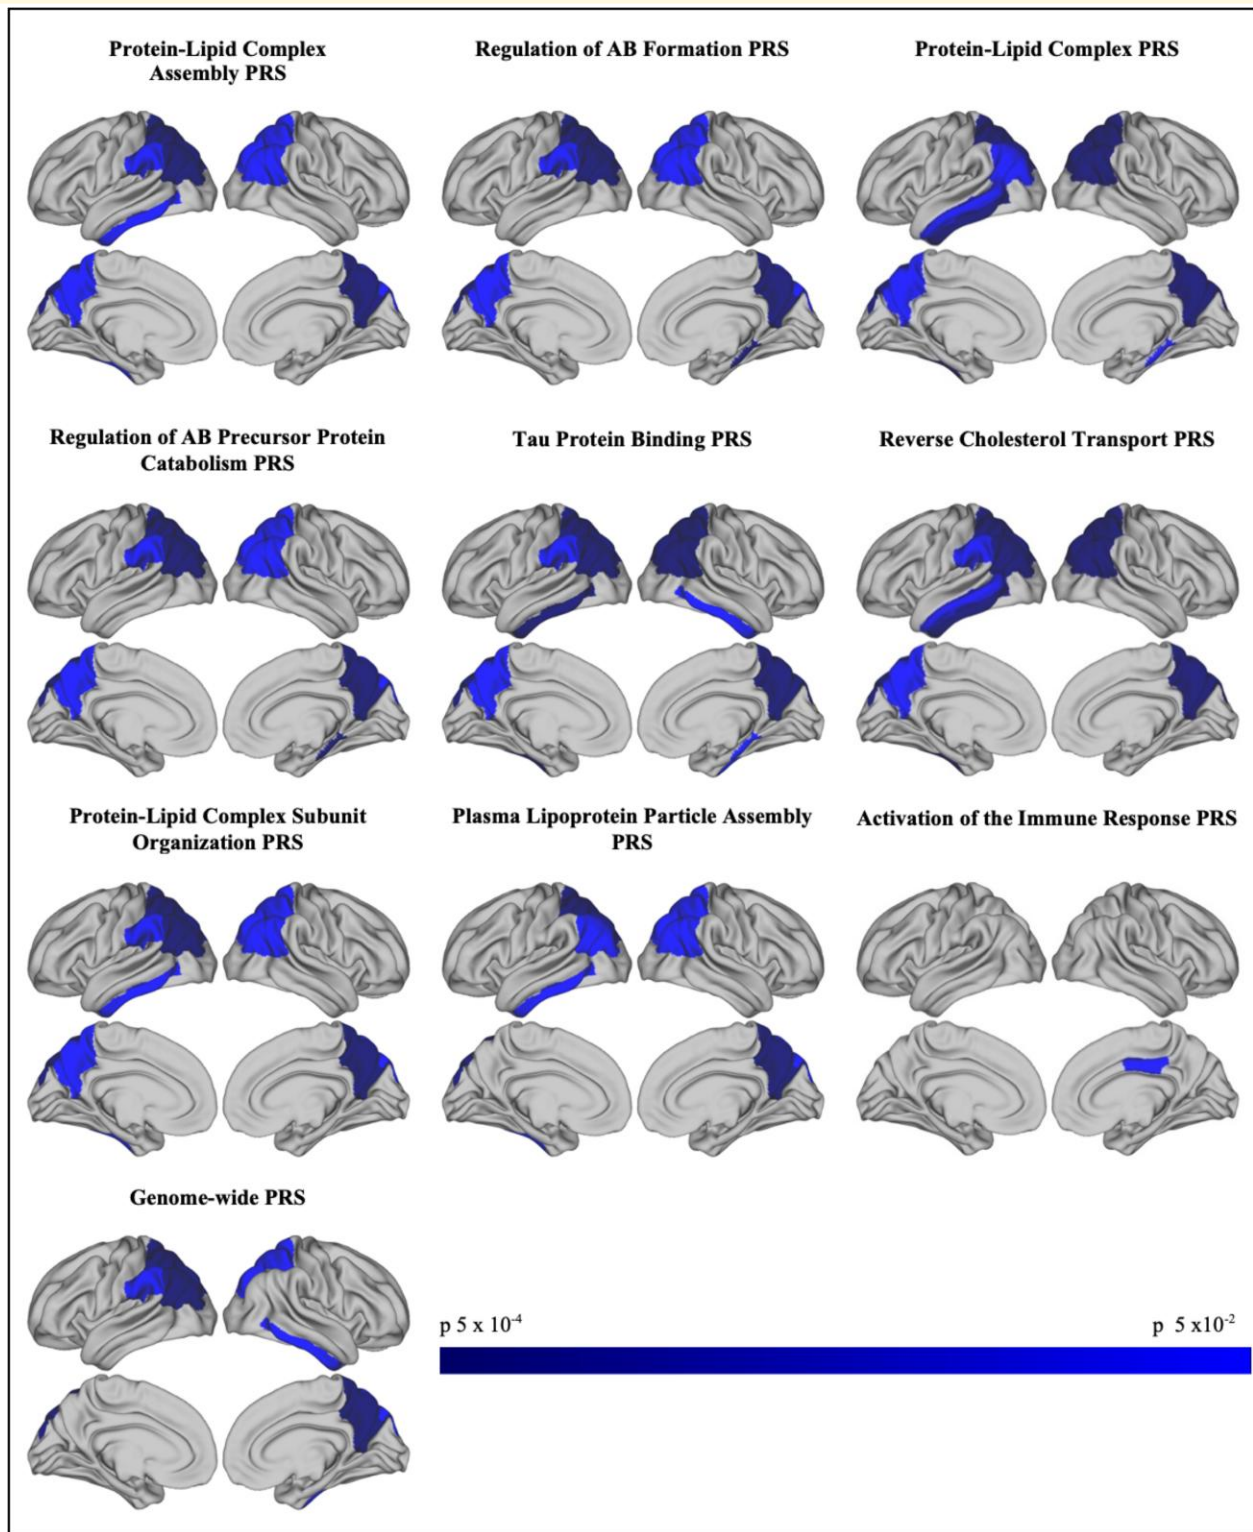 Protein-Lipid Complex
Assembly PRS
Regulation of AB Formation PRS
Protein-Lipid Complex PRS
Regulation of AB Precursor Protein
Catabolism PRS
Tau Protein Binding PRS
Reverse Cholesterol Transport PRS
Protein-Lipid Complex Subunit
Organization PRS
Plasma Lipoprotein Particle Assembly
PRS
Activation of the Immune Response PRS
Genome-wide PRS
p 5 x 10⁻⁴
p 5x10⁻²